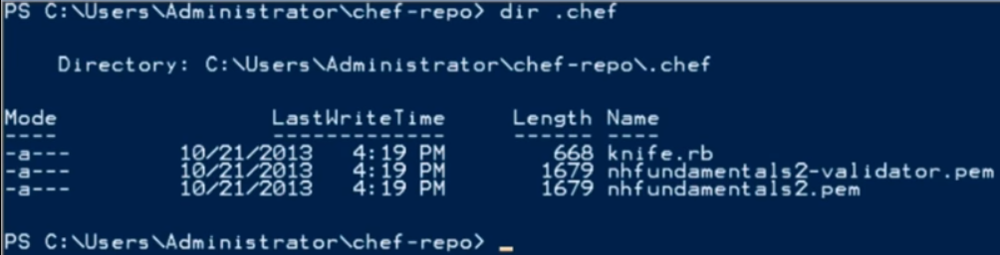 PS C:\Users\Administrator\chef-repo> dir .chef
Directory: C:\Users\Administrator\chef-repo\.chef
Mode LastWriteTime Length Name
---- ------------- ------ ----
-a--- 10/21/2013 4:19 PM 668 knife.rb
-a--- 10/21/2013 4:19 PM 1679 nhfundamentals2-validator.pem
-a--- 10/21/2013 4:19 PM 1679 nhfundamentals2.pem
PS C:\Users\Administrator\chef-repo> _